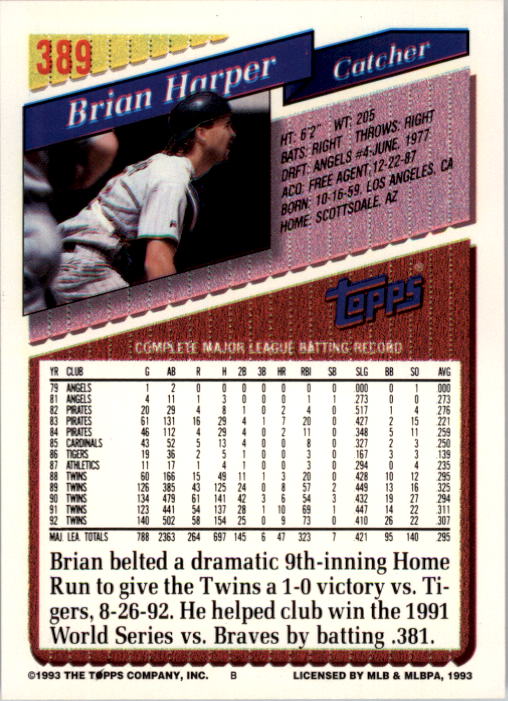 389
Brian Harper
Catcher
HT: 6'2" WT: 205
BATS: RIGHT THROWS: RIGHT
DRFT: ANGELS #4-JUNE, 1977
ACQ: FREE AGENT, 12-22-87
BORN: 10-16-59, LOS ANGELES, CA
HOME: SCOTTSDALE, AZ
Topps®
COMPLETE MAJOR LEAGUE BATTING RECORD
YR CLUB G AB R H 2B 3B HR RBI SB SLG BB SO AVG
79 ANGELS 1 2 0 0 0 0 0 0 0 .000 0 1 .000
81 ANGELS 4 11 1 3 0 0 0 1 1 .273 0 0 .273
82 PIRATES 20 29 4 8 1 0 2 4 0 .517 1 4 .276
83 PIRATES 61 131 16 29 4 1 7 20 0 .427 2 15 .221
84 PIRATES 46 112 4 29 4 0 2 11 0 .348 5 11 .259
85 CARDINALS 43 52 5 13 4 0 0 8 0 .327 2 3 .250
86 TIGERS 19 36 2 5 1 0 0 3 0 .167 3 3 .139
87 ATHLETICS 11 17 1 4 1 0 0 3 0 .294 0 4 .235
88 TWINS 60 166 15 49 11 1 3 20 0 .428 10 12 .295
89 TWINS 126 385 43 125 24 0 8 57 2 .449 13 16 .325
90 TWINS 134 479 61 141 42 3 6 54 3 .432 19 27 .294
91 TWINS 123 441 54 137 28 1 10 69 1 .447 14 22 .311
92 TWINS 140 502 58 154 25 0 9 73 0 .410 26 22 .307
MAJ. LEA. TOTALS 788 2363 264 697 145 6 47 323 7 .421 95 140 .295
Brian belted a dramatic 9th-inning Home
Run to give the Twins a 1-0 victory vs. Ti-
gers, 8-26-92. He helped club win the 1991
World Series vs. Braves by batting .381.
©1993 THE TOPPS COMPANY, INC. B LICENSED BY MLB & MLBPA, 1993